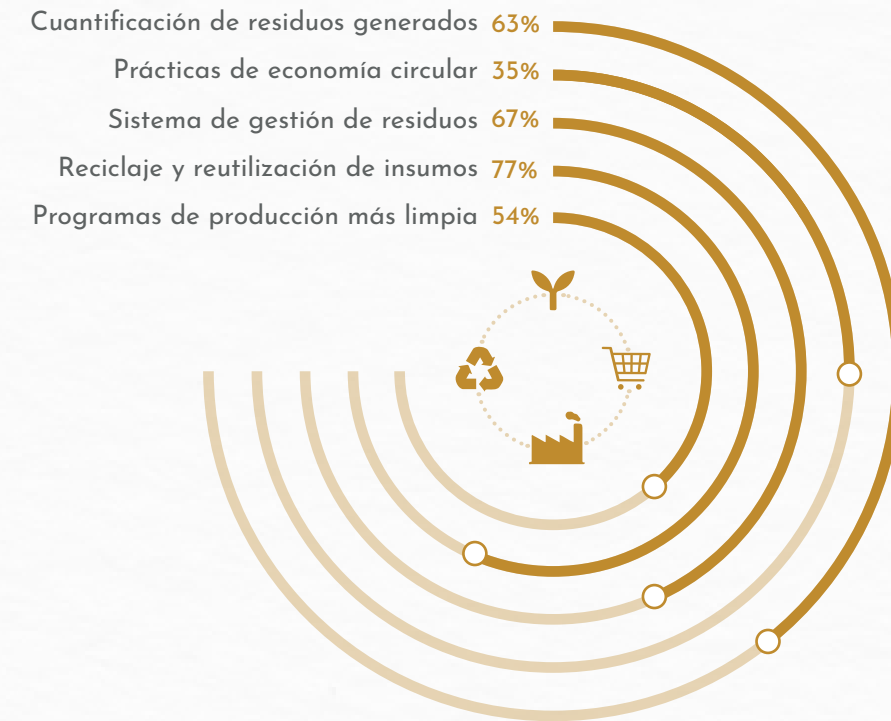 Cuantificación de residuos generados 63%
Prácticas de economía circular 35%
Sistema de gestión de residuos 67%
Reciclaje y reutilización de insumos 77%
Programas de producción más limpia 54%